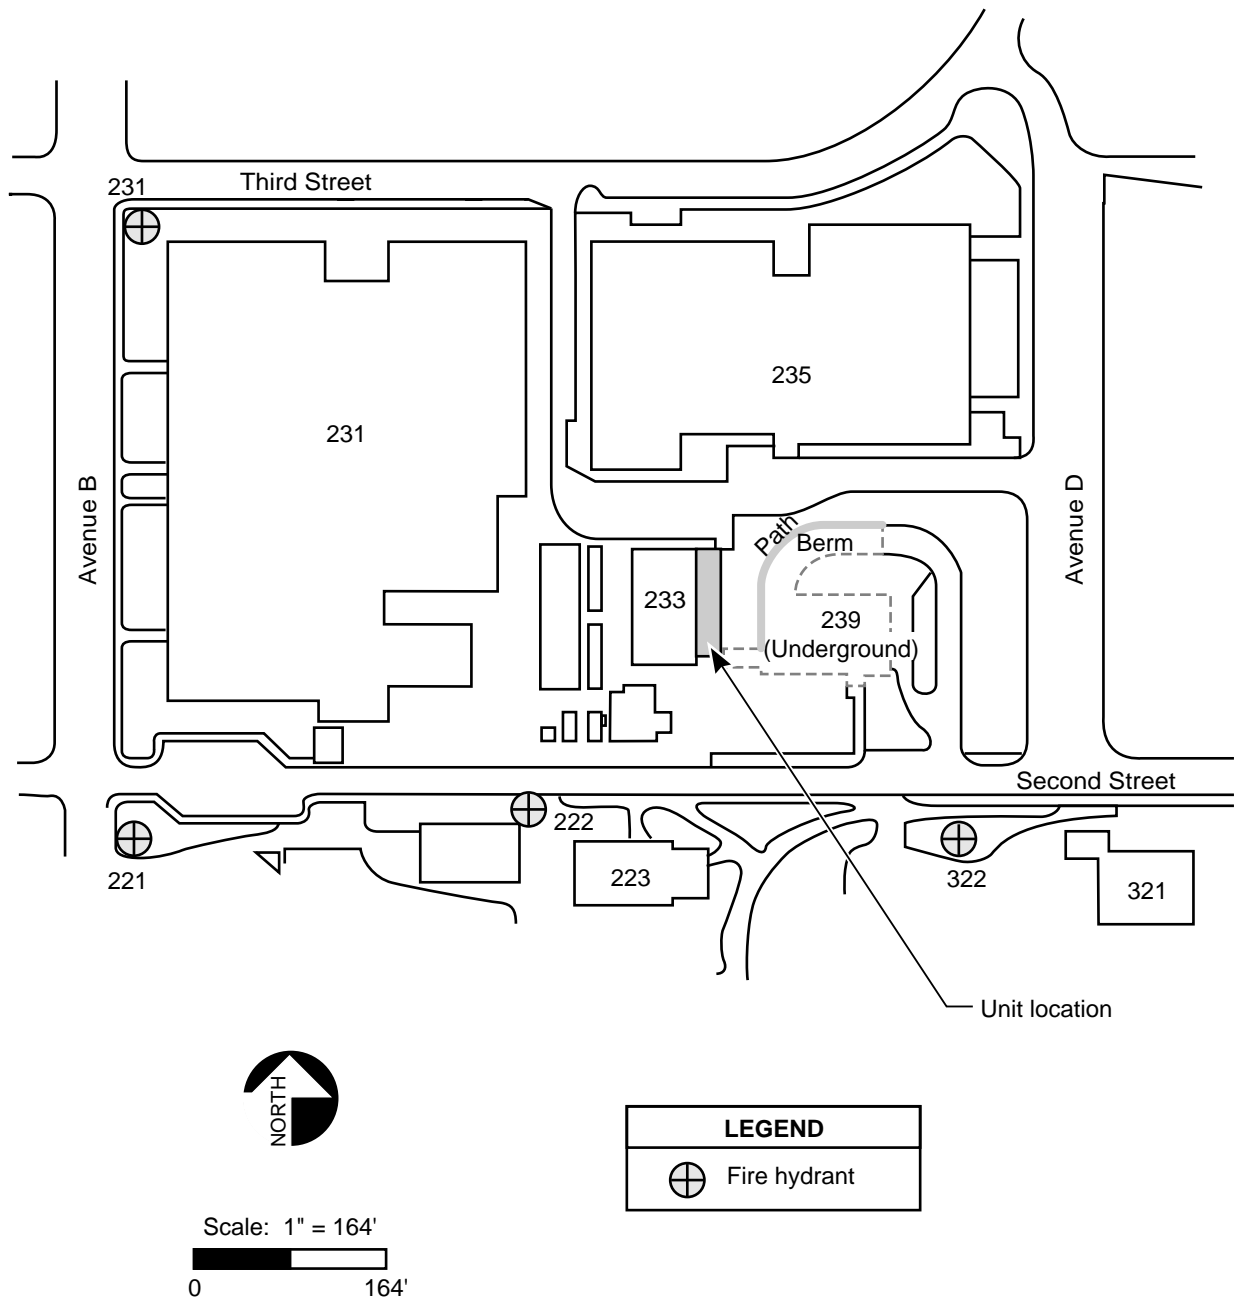 Third Street
231
235
231
Avenue B
Avenue D
Path
Berm
233
239
(Underground)
Second Street
222
221
223
322
321
Unit location
NORTH
LEGEND
Fire hydrant
Scale: 1" = 164'
0 164'